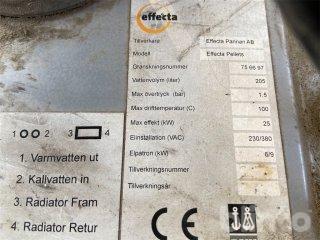 effecta
Tillverkare Effecta Pannan AB
Modell Effecta Pellets
Granskningsnummer 75 66 97
Vattenvolym (liter) 205
Max övertryck (bar) 1.5
Max drifttemperatur (C) 100
Max effekt (kW) 25
Elinstallation (VAC) 230/380
Elpatron (kW) 6/9
Tillverkningsnummer
Tillverkningsår
1 2 3 4
1. Varmvatten ut
2. Kallvatten in
3. Radiator Fram
4. Radiator Retur
CE